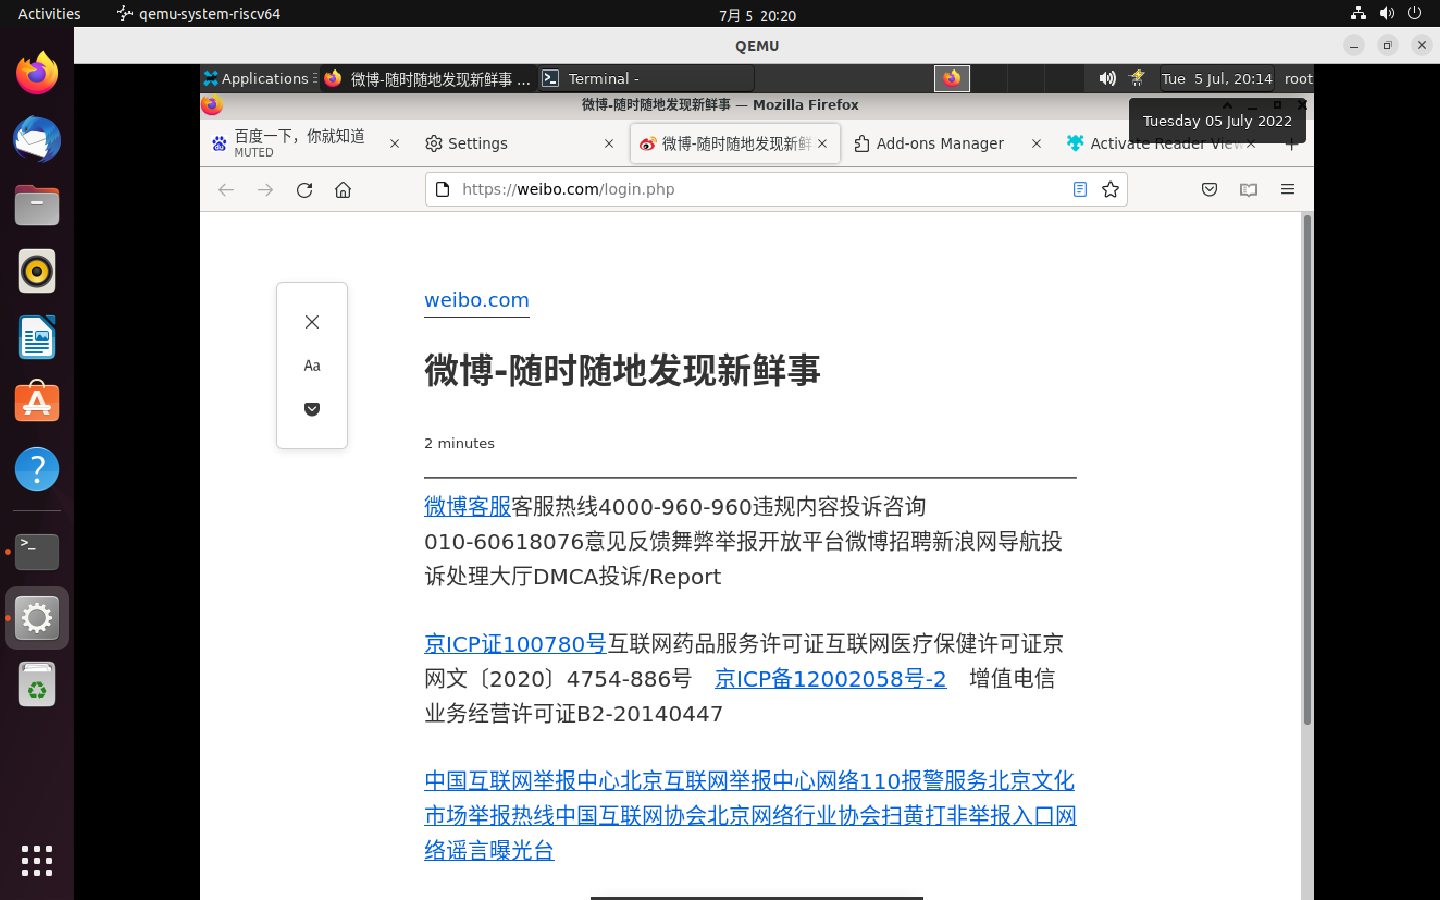 Activities
qemu-system-riscv64
7月 5 20:20
QEMU
Applications
微博-随时随地发现新鲜事 ...
Terminal -
Tue 5 Jul, 20:14
root
微博-随时随地发现新鲜事 — Mozilla Firefox
Tuesday 05 July 2022
百度一下，你就知道
MUTED
Settings
微博-随时随地发现新鲜
Add-ons Manager
Activate Reader View
https://weibo.com/login.php
weibo.com
Aa
微博-随时随地发现新鲜事
2 minutes
微博客服客服热线4000-960-960违规内容投诉咨询
010-60618076意见反馈舞弊举报开放平台微博招聘新浪网导航投
诉处理大厅DMCA投诉/Report
京ICP证100780号互联网药品服务许可证互联网医疗保健许可证京
网文〔2020〕4754-886号 京ICP备12002058号-2 增值电信
业务经营许可证B2-20140447
中国互联网举报中心北京互联网举报中心网络110报警服务北京文化
市场举报热线中国互联网协会北京网络行业协会扫黄打非举报入口网
络谣言曝光台